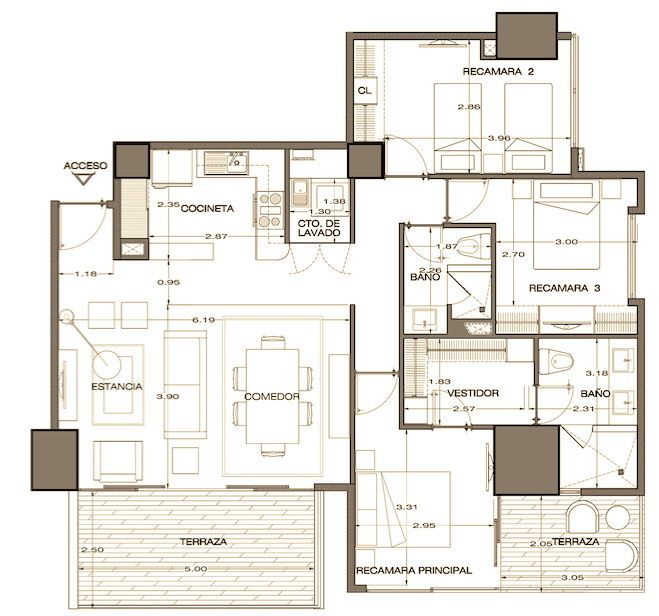 RECAMARA 2
CL
2.86
3.96
ACCESO
COCINETA
2.35
2.87
1.38
1.30
CTO. DE
LAVADO
1.18
0.95
6.19
1.87
2.26
BAÑO
3.00
2.70
RECAMARA 3
ESTANCIA
3.90
COMEDOR
1.83
VESTIDOR
2.57
3.18
BAÑO
2.31
3.31
2.95
RECAMARA PRINCIPAL
TERRAZA
2.50
5.00
2.05
TERRAZA
3.05